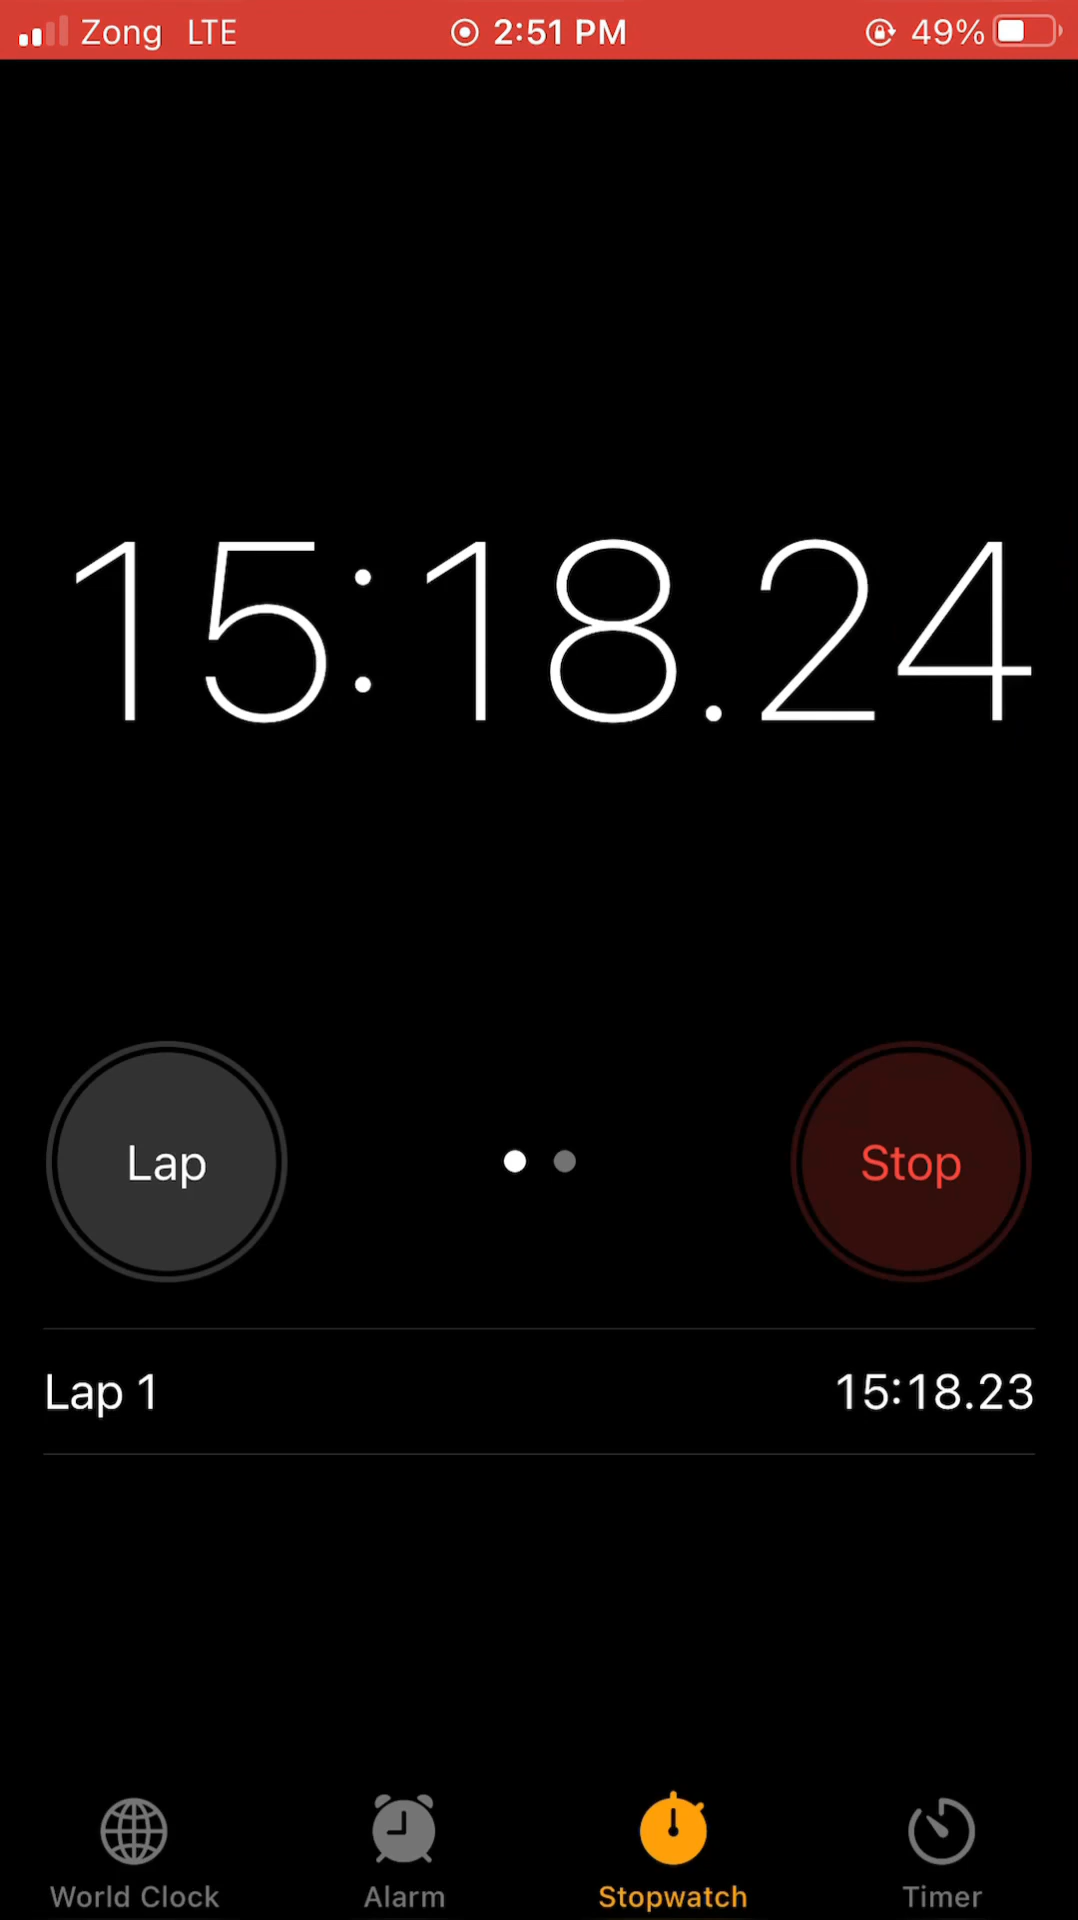 Zong LTE 2:51 PM 49%
15:18.24
Lap Stop
Lap 1 15:18.23
World Clock Alarm Stopwatch Timer